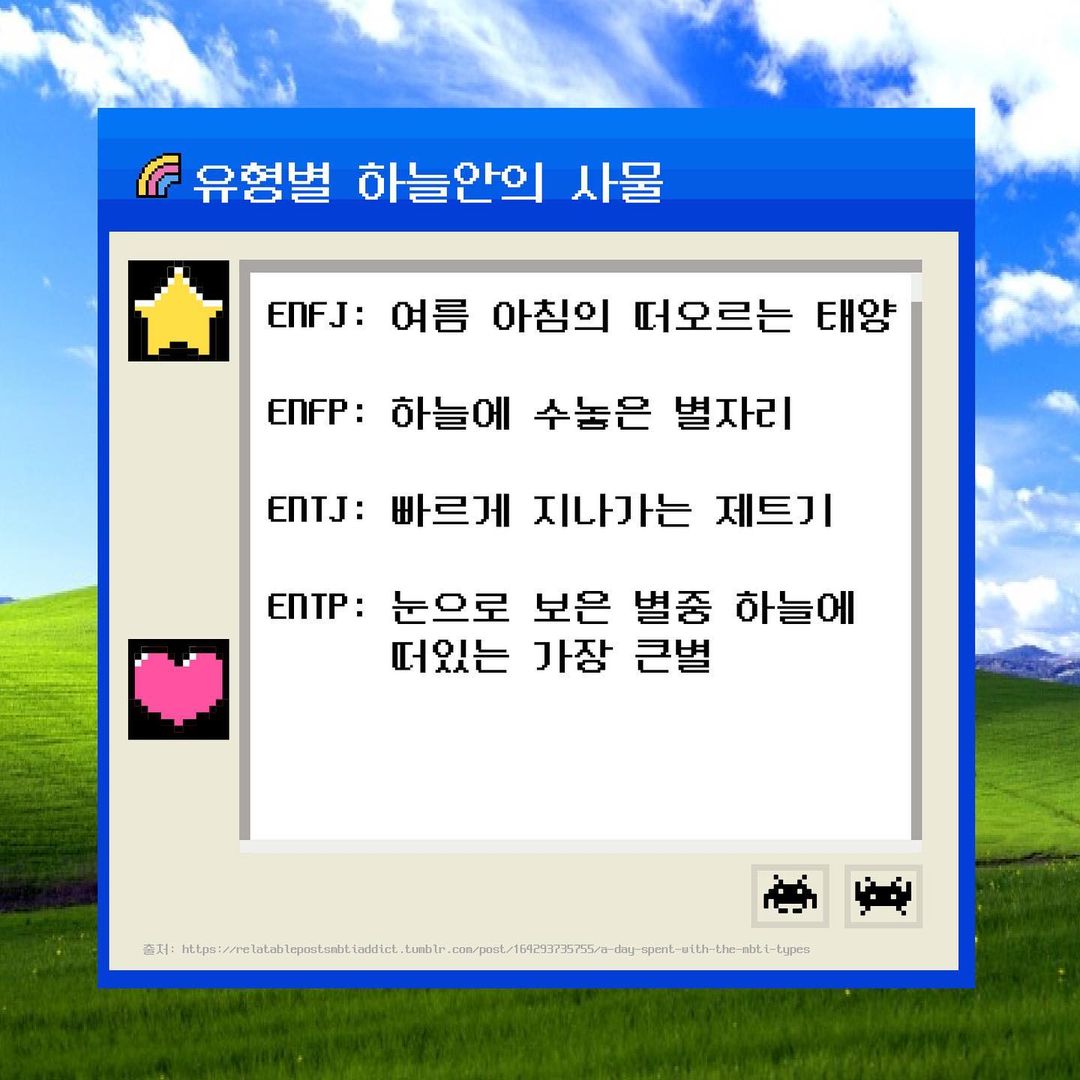 유형별 하늘안의 사물
ENFJ: 여름 아침의 떠오르는 태양
ENFP: 하늘에 수놓은 별자리
ENTJ: 빠르게 지나가는 제트기
ENTP: 눈으로 보은 별종 하늘에
떠있는 가장 큰별
출처: https://relatablepostsmbtiaddict.tumblr.com/post/164293735755/a-day-spent-with-the-mbti-types